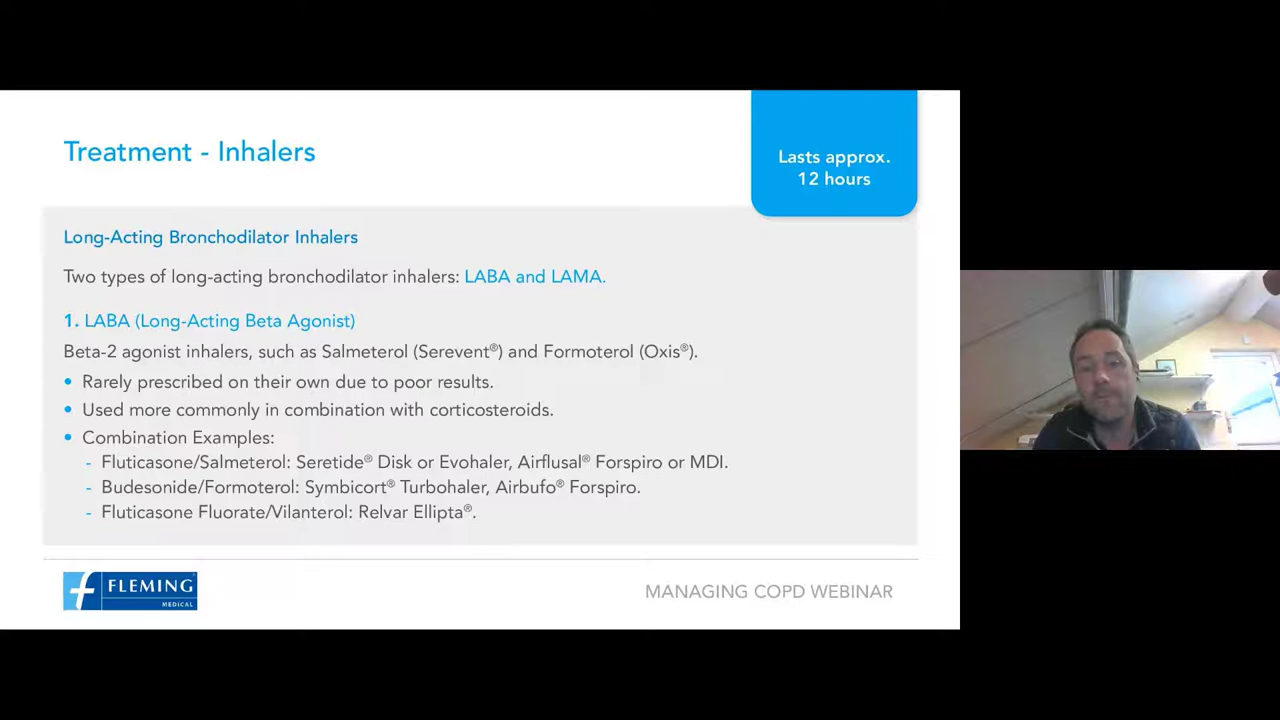 Treatment - Inhalers
Lasts approx.
12 hours
Long-Acting Bronchodilator Inhalers
Two types of long-acting bronchodilator inhalers: LABA and LAMA.
1. LABA (Long-Acting Beta Agonist)
Beta-2 agonist inhalers, such as Salmeterol (Serevent®) and Formoterol (Oxis®).
• Rarely prescribed on their own due to poor results.
• Used more commonly in combination with corticosteroids.
• Combination Examples:
- Fluticasone/Salmeterol: Seretide® Disk or Evohaler, Airflusal® Forspiro or MDI.
- Budesonide/Formoterol: Symbicort® Turbohaler, Airbufo® Forspiro.
- Fluticasone Fluorate/Vilanterol: Relvar Ellipta®.
FLEMING
MEDICAL
MANAGING COPD WEBINAR